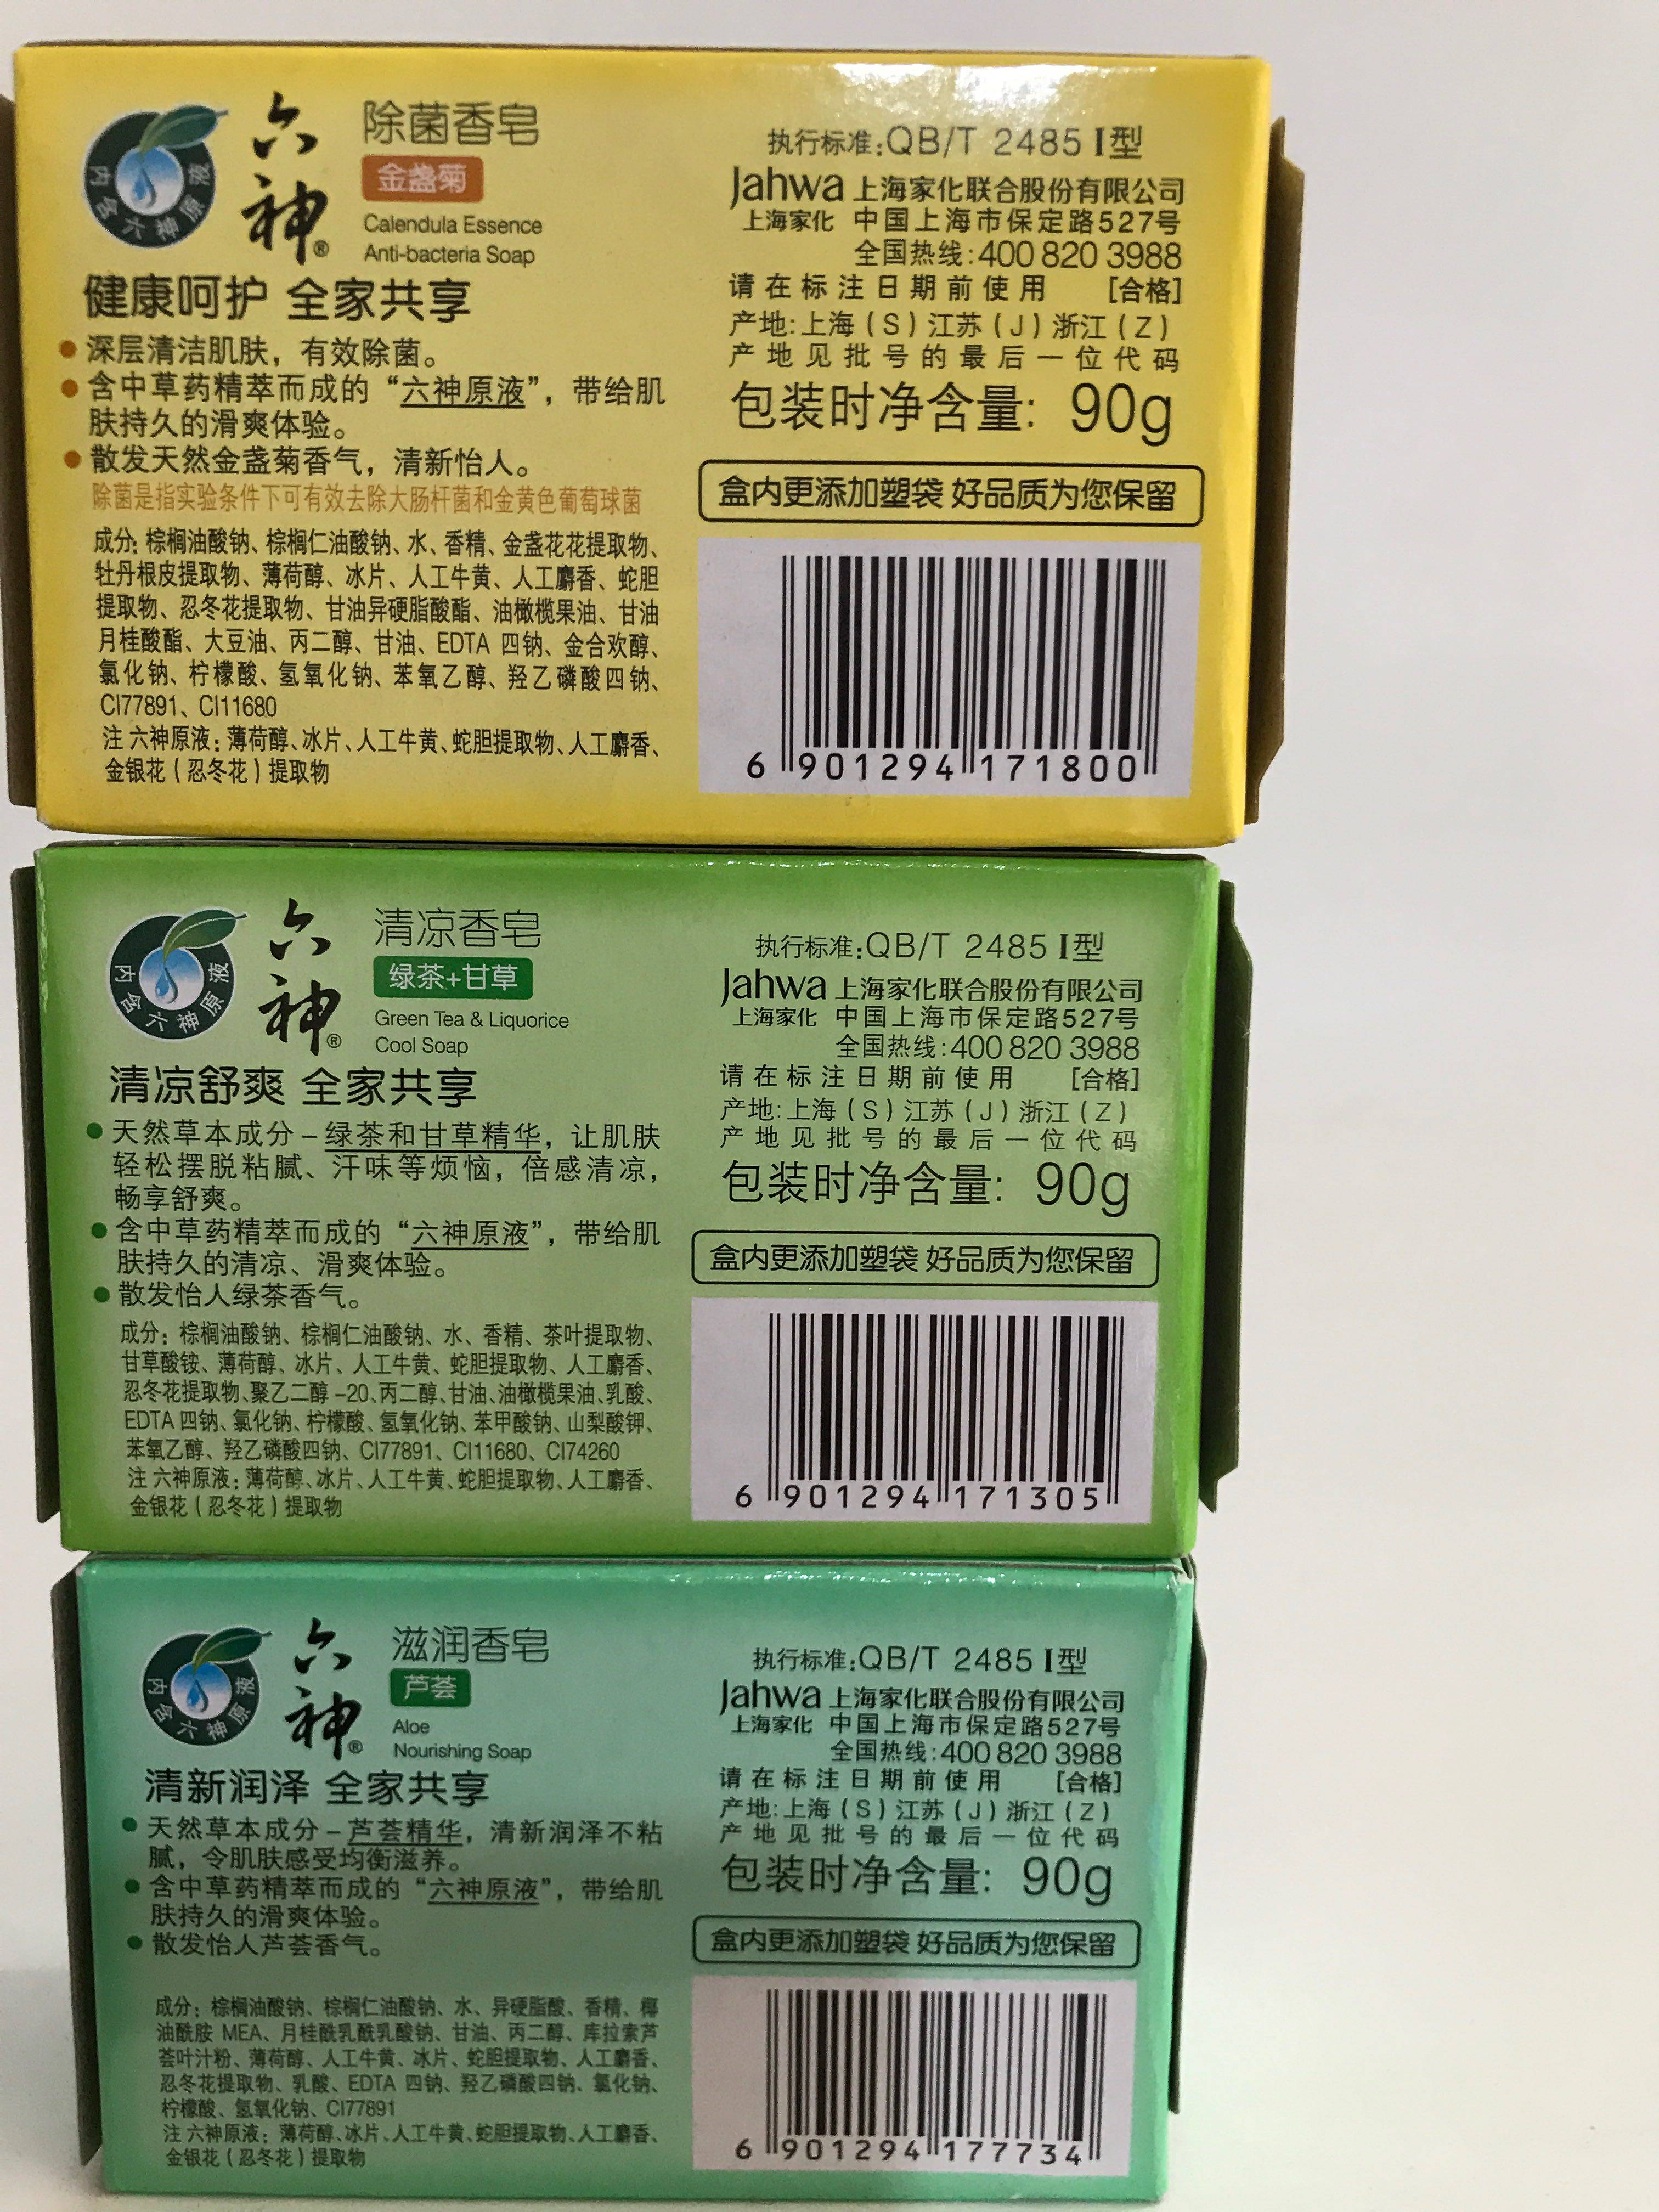 内含六神原液
六神®
除菌香皂
金盏菊
Calendula Essence
Anti-bacteria Soap
健康呵护 全家共享
深层清洁肌肤，有效除菌。
含中草药精萃而成的“六神原液”，带给肌
肤持久的滑爽体验。
散发天然金盏菊香气，清新怡人。
除菌是指实验条件下可有效去除大肠杆菌和金黄色葡萄球菌
成分：棕榈油酸钠、棕榈仁油酸钠、水、香精、金盏花花提取物、
牡丹根皮提取物、薄荷醇、冰片、人工牛黄、人工麝香、蛇胆
提取物、忍冬花提取物、甘油异硬脂酸酯、油橄榄果油、甘油
月桂酸酯、大豆油、丙二醇、甘油、EDTA 四钠、金合欢醇、
氯化钠、柠檬酸、氢氧化钠、苯氧乙醇、羟乙磷酸四钠、
CI77891、CI11680
注 六神原液：薄荷醇、冰片、人工牛黄、蛇胆提取物、人工麝香、
金银花（忍冬花）提取物
执行标准：QB/T 2485 I型
Jahwa 上海家化联合股份有限公司
上海家化 中国上海市保定路527号
全国热线：400 820 3988
请在标注日期前使用 [合格]
产地：上海（S）江苏（J）浙江（Z）
产地见批号的最后一位代码
包装时净含量：90g
盒内更添加塑袋 好品质为您保留
6 901294 171800
内含六神原液
六神®
清凉香皂
绿茶+甘草
Green Tea & Liquorice
Cool Soap
清凉舒爽 全家共享
天然草本成分–绿茶和甘草精华，让肌肤
轻松摆脱粘腻、汗味等烦恼，倍感清凉，
畅享舒爽。
含中草药精萃而成的“六神原液”，带给肌
肤持久的清凉、滑爽体验。
散发怡人绿茶香气。
成分：棕榈油酸钠、棕榈仁油酸钠、水、香精、茶叶提取物、
甘草酸铵、薄荷醇、冰片、人工牛黄、蛇胆提取物、人工麝香、
忍冬花提取物、聚乙二醇–20、丙二醇、甘油、油橄榄果油、乳酸、
EDTA 四钠、氯化钠、柠檬酸、氢氧化钠、苯甲酸钠、山梨酸钾、
苯氧乙醇、羟乙磷酸四钠、CI77891、CI11680、CI74260
注 六神原液：薄荷醇、冰片、人工牛黄、蛇胆提取物、人工麝香、
金银花（忍冬花）提取物
执行标准：QB/T 2485 I型
Jahwa 上海家化联合股份有限公司
上海家化 中国上海市保定路527号
全国热线：400 820 3988
请在标注日期前使用 [合格]
产地：上海（S）江苏（J）浙江（Z）
产地见批号的最后一位代码
包装时净含量：90g
盒内更添加塑袋 好品质为您保留
6 901294 171305
内含六神原液
六神®
滋润香皂
芦荟
Aloe
Nourishing Soap
清新润泽 全家共享
天然草本成分–芦荟精华，清新润泽不粘
腻，令肌肤感受均衡滋养。
含中草药精萃而成的“六神原液”，带给肌
肤持久的滑爽体验。
散发怡人芦荟香气。
成分：棕榈油酸钠、棕榈仁油酸钠、水、异硬脂酸、香精、椰
油酰胺 MEA、月桂酰乳酰乳酸钠、甘油、丙二醇、库拉索芦
荟叶汁粉、薄荷醇、人工牛黄、冰片、蛇胆提取物、人工麝香、
忍冬花提取物、乳酸、EDTA 四钠、羟乙磷酸四钠、氯化钠、
柠檬酸、氢氧化钠、CI77891
注 六神原液：薄荷醇、冰片、人工牛黄、蛇胆提取物、人工麝香、
金银花（忍冬花）提取物
执行标准：QB/T 2485 I型
Jahwa 上海家化联合股份有限公司
上海家化 中国上海市保定路527号
全国热线：400 820 3988
请在标注日期前使用 [合格]
产地：上海（S）江苏（J）浙江（Z）
产地见批号的最后一位代码
包装时净含量：90g
盒内更添加塑袋 好品质为您保留
6 901294 177734